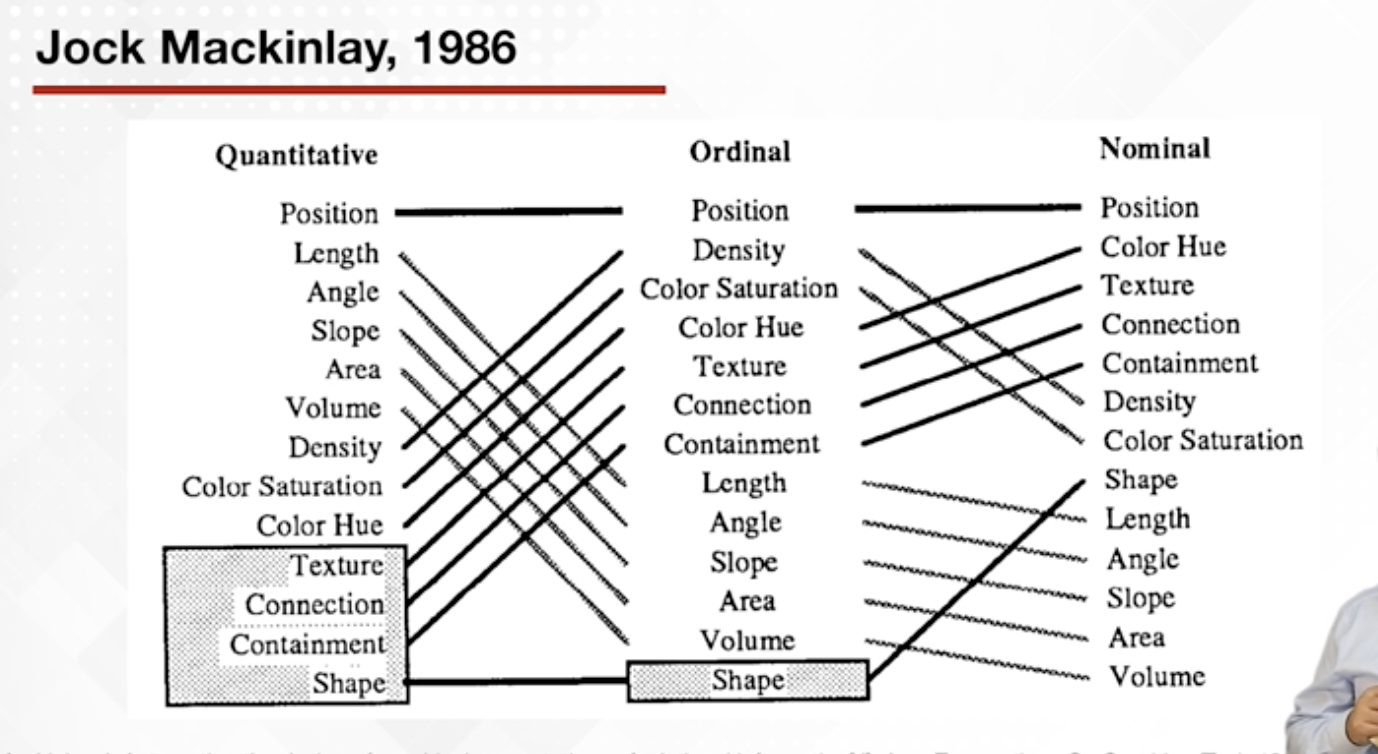 Jock Mackinlay, 1986
Quantitative
Position
Length
Angle
Slope
Area
Volume
Density
Color Saturation
Color Hue
Texture
Connection
Containment
Shape
Ordinal
Position
Density
Color Saturation
Color Hue
Texture
Connection
Containment
Length
Angle
Slope
Area
Volume
Shape
Nominal
Position
Color Hue
Texture
Connection
Containment
Density
Color Saturation
Shape
Length
Angle
Slope
Area
Volume